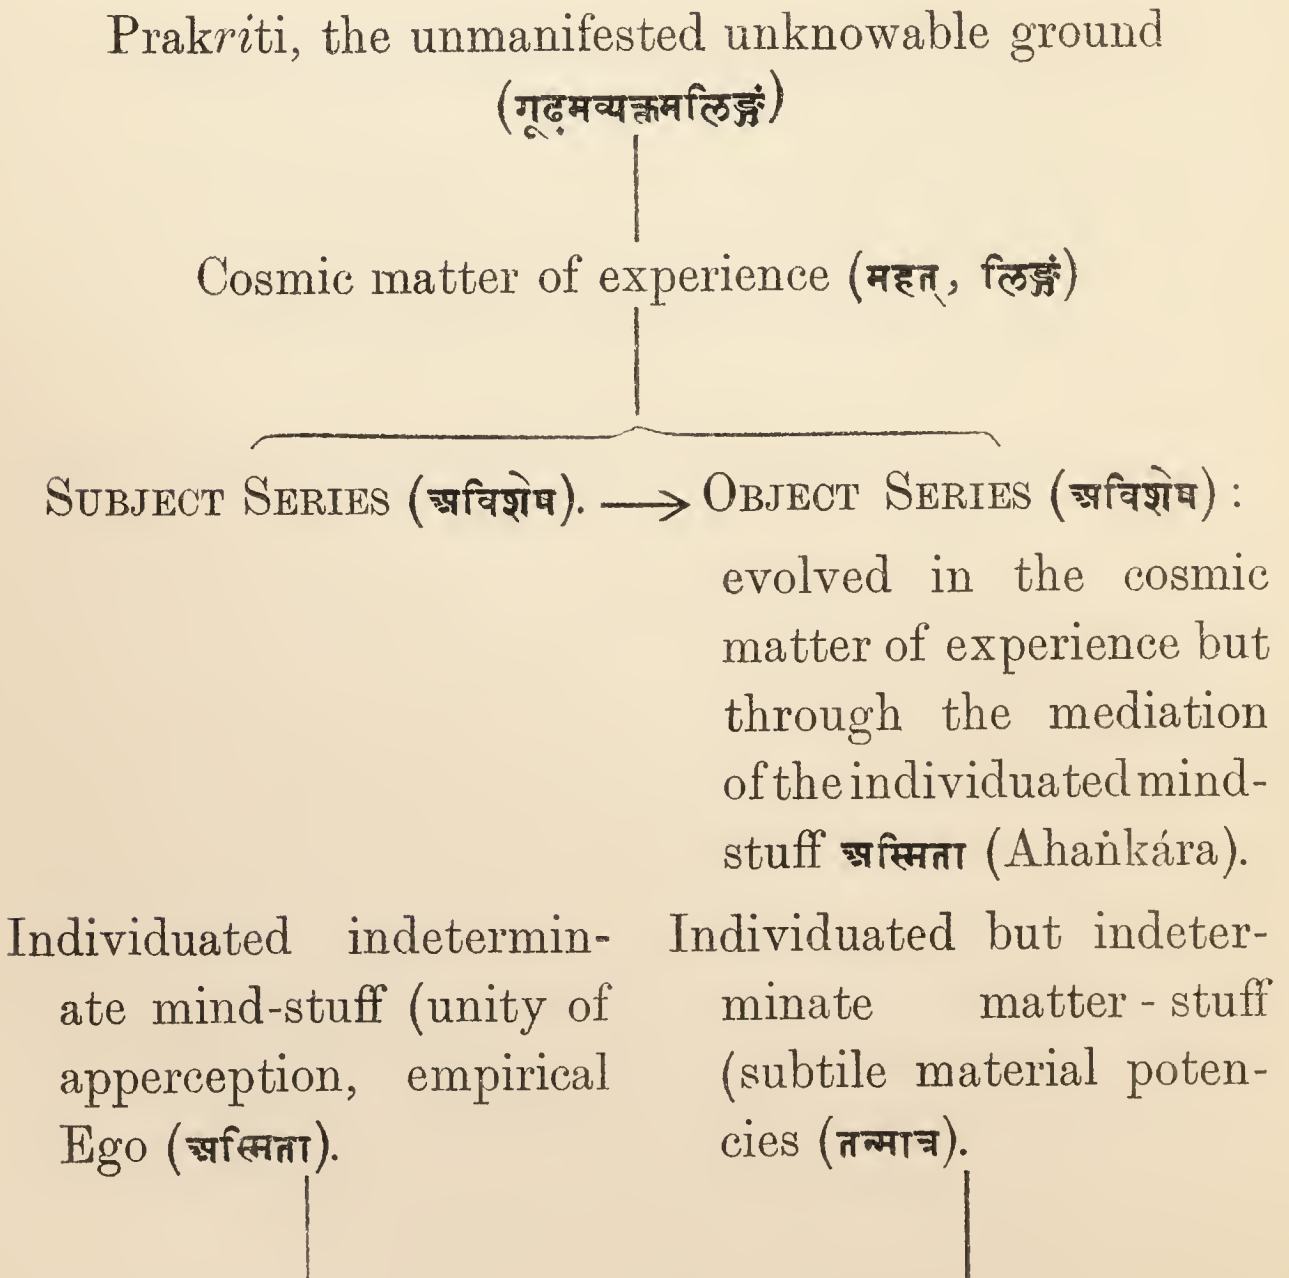 Prakriti, the unmanifested unknowable ground
(गूढ़मव्यक्तमलिङ्गं)
Cosmic matter of experience (महत्, लिङ्गं)
SUBJECT SERIES (अविशेष). → OBJECT SERIES (अविशेष) :
evolved in the cosmic
matter of experience but
through the mediation
of the individuated mind-
stuff अस्मिता (Ahaṅkára).
Individuated indetermin-
ate mind-stuff (unity of
apperception, empirical
Ego (अस्मिता).
Individuated but indeter-
minate matter-stuff
(subtile material poten-
cies (तन्मात्र).